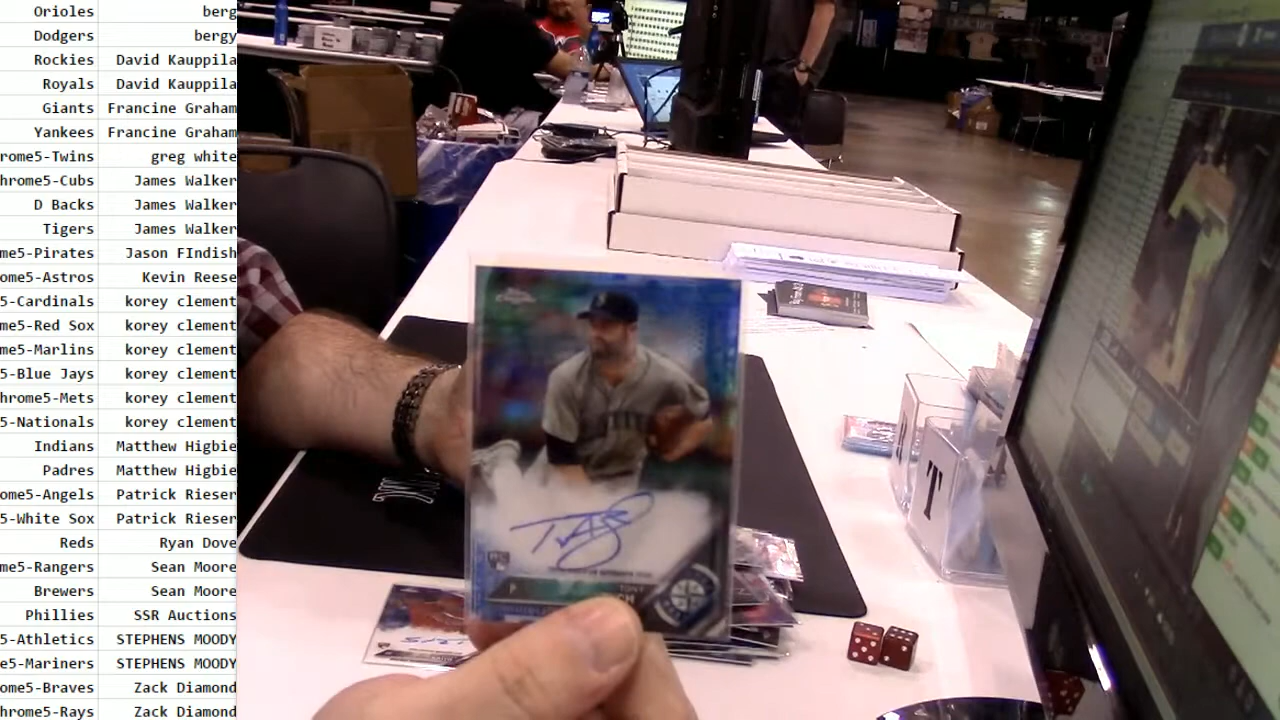 Orioles berg
Dodgers bergy
Rockies David Kauppila
Royals David Kauppila
Giants Francine Graham
Yankees Francine Graham
rome5-Twins greg white
hrome5-Cubs James Walker
D Backs James Walker
Tigers James Walker
me5-Pirates Jason FIndish
ome5-Astros Kevin Reese
5-Cardinals korey clement
me5-Red Sox korey clement
ome5-Marlins korey clement
5-Blue Jays korey clement
hrome5-Mets korey clement
5-Nationals korey clement
Indians Matthew Higbie
Padres Matthew Higbie
ome5-Angels Patrick Rieser
5-White Sox Patrick Rieser
Reds Ryan Dove
me5-Rangers Sean Moore
Brewers Sean Moore
Phillies SSR Auctions
5-Athletics STEPHENS MOODY
e5-Mariners STEPHENS MOODY
ome5-Braves Zack Diamond
hrome5-Rays Zack Diamond
Chrome
RC
P
T